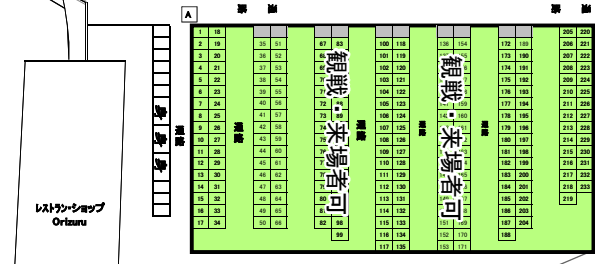 A
1 18 205 220
2 19 35 51 67 83 100 118 136 154 172 189 206 221
3 20 36 52 101 119 173 190 207 222
4 21 37 53 102 120 174 191 208 223
5 22 38 54 103 121 175 192 209 224
6 23 39 55 104 122 176 193 210 225
7 24 40 56 105 123 177 194 211 226
8 25 41 57 106 124 178 195 212 227
9 26 42 58 107 125 179 196 213 228
10 27 43 59 108 126 180 197 214 229
11 28 44 60 109 127 181 198 215 230
12 29 45 61 110 128 182 199 216 231
13 30 46 62 111 129 183 200 217 232
14 31 47 63 112 130 184 201 218 233
15 32 48 64 113 131 185 202 219
16 33 49 65 114 132 186 203
17 34 50 66 82 115 133 151 169 187 204
99 116 134 152 170 188
117 135 153 171
観戦・来場者可
観戦・来場者可
通路
通路
通路
通路
通路
レストラン・ショップ
Orizuru